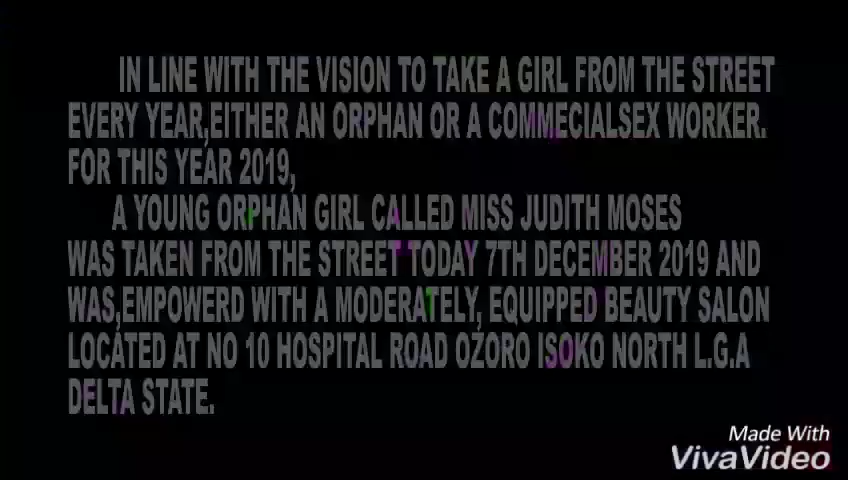 IN LINE WITH THE VISION TO TAKE A GIRL FROM THE STREET
EVERY YEAR,EITHER AN ORPHAN OR A COMMECIALSEX WORKER.
FOR THIS YEAR 2019,
A YOUNG ORPHAN GIRL CALLED MISS JUDITH MOSES
WAS TAKEN FROM THE STREET TODAY 7TH DECEMBER 2019 AND
WAS,EMPOWERD WITH A MODERATELY, EQUIPPED BEAUTY SALON
LOCATED AT NO 10 HOSPITAL ROAD OZORO ISOKO NORTH L.G.A
DELTA STATE.
Made With
VivaVideo